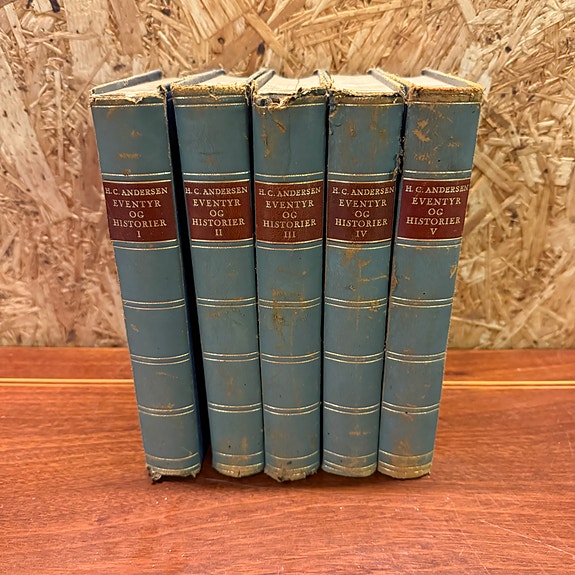 H. C. ANDERSEN
EVENTYR
OG
HISTORIER
I
H. C. ANDERSEN
EVENTYR
OG
HISTORIER
II
H. C. ANDERSEN
EVENTYR
OG
HISTORIER
III
H. C. ANDERSEN
EVENTYR
OG
HISTORIER
IV
H. C. ANDERSEN
EVENTYR
OG
HISTORIER
V